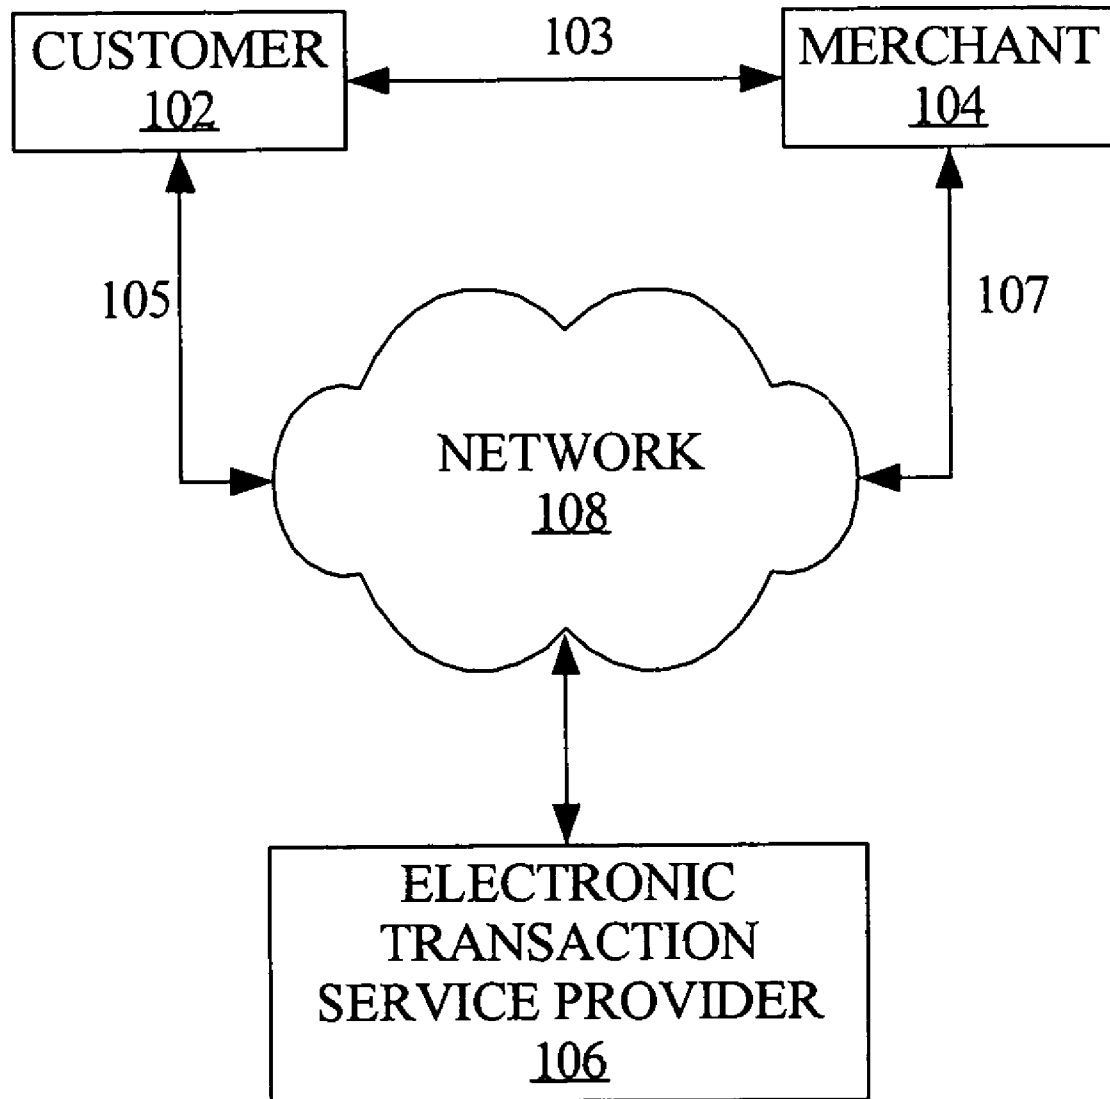 CUSTOMER
102
103
MERCHANT
104
105
107
NETWORK
108
ELECTRONIC
TRANSACTION
SERVICE PROVIDER
106